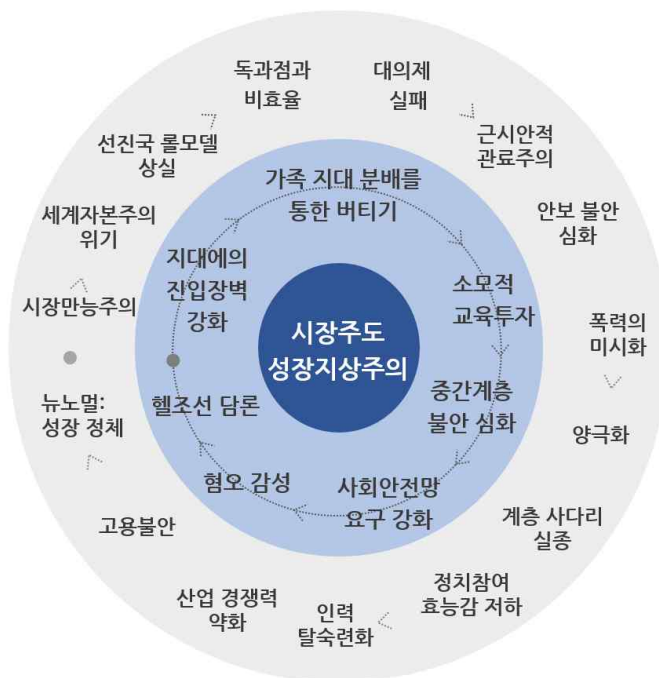 독과점과
비효율
대의제
실패
근시안적
관료주의
안보 불안
심화
폭력의
미시화
양극화
계층 사다리
실종
정치참여
효능감 저하
인력
탈숙련화
산업 경쟁력
약화
고용불안
뉴노멀:
성장 정체
시장만능주의
세계자본주의
위기
선진국 롤모델
상실
가족 지대 분배를
통한 버티기
소모적
교육투자
중간계층
불안 심화
사회안전망
요구 강화
혐오 감성
헬조선 담론
지대에의
진입장벽
강화
시장주도
성장지상주의